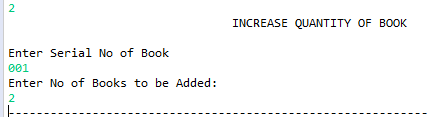 2
INCREASE QUANTITY OF BOOK
Enter Serial No of Book
001
Enter No of Books to be Added:
2
------------------------------------------------------------